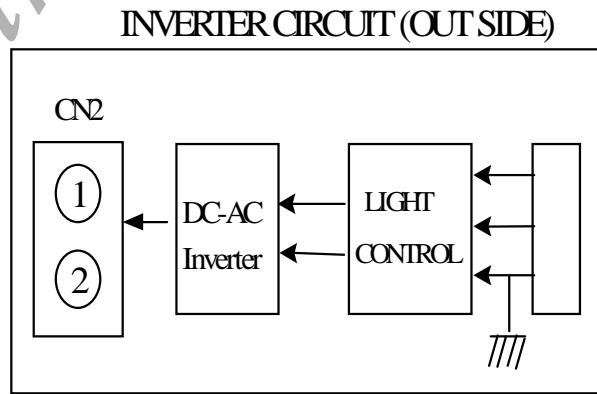 INVERTER CIRCUIT (OUT SIDE)
CN2
1
2
DC-AC
Inverter
LIGHT
CONTROL